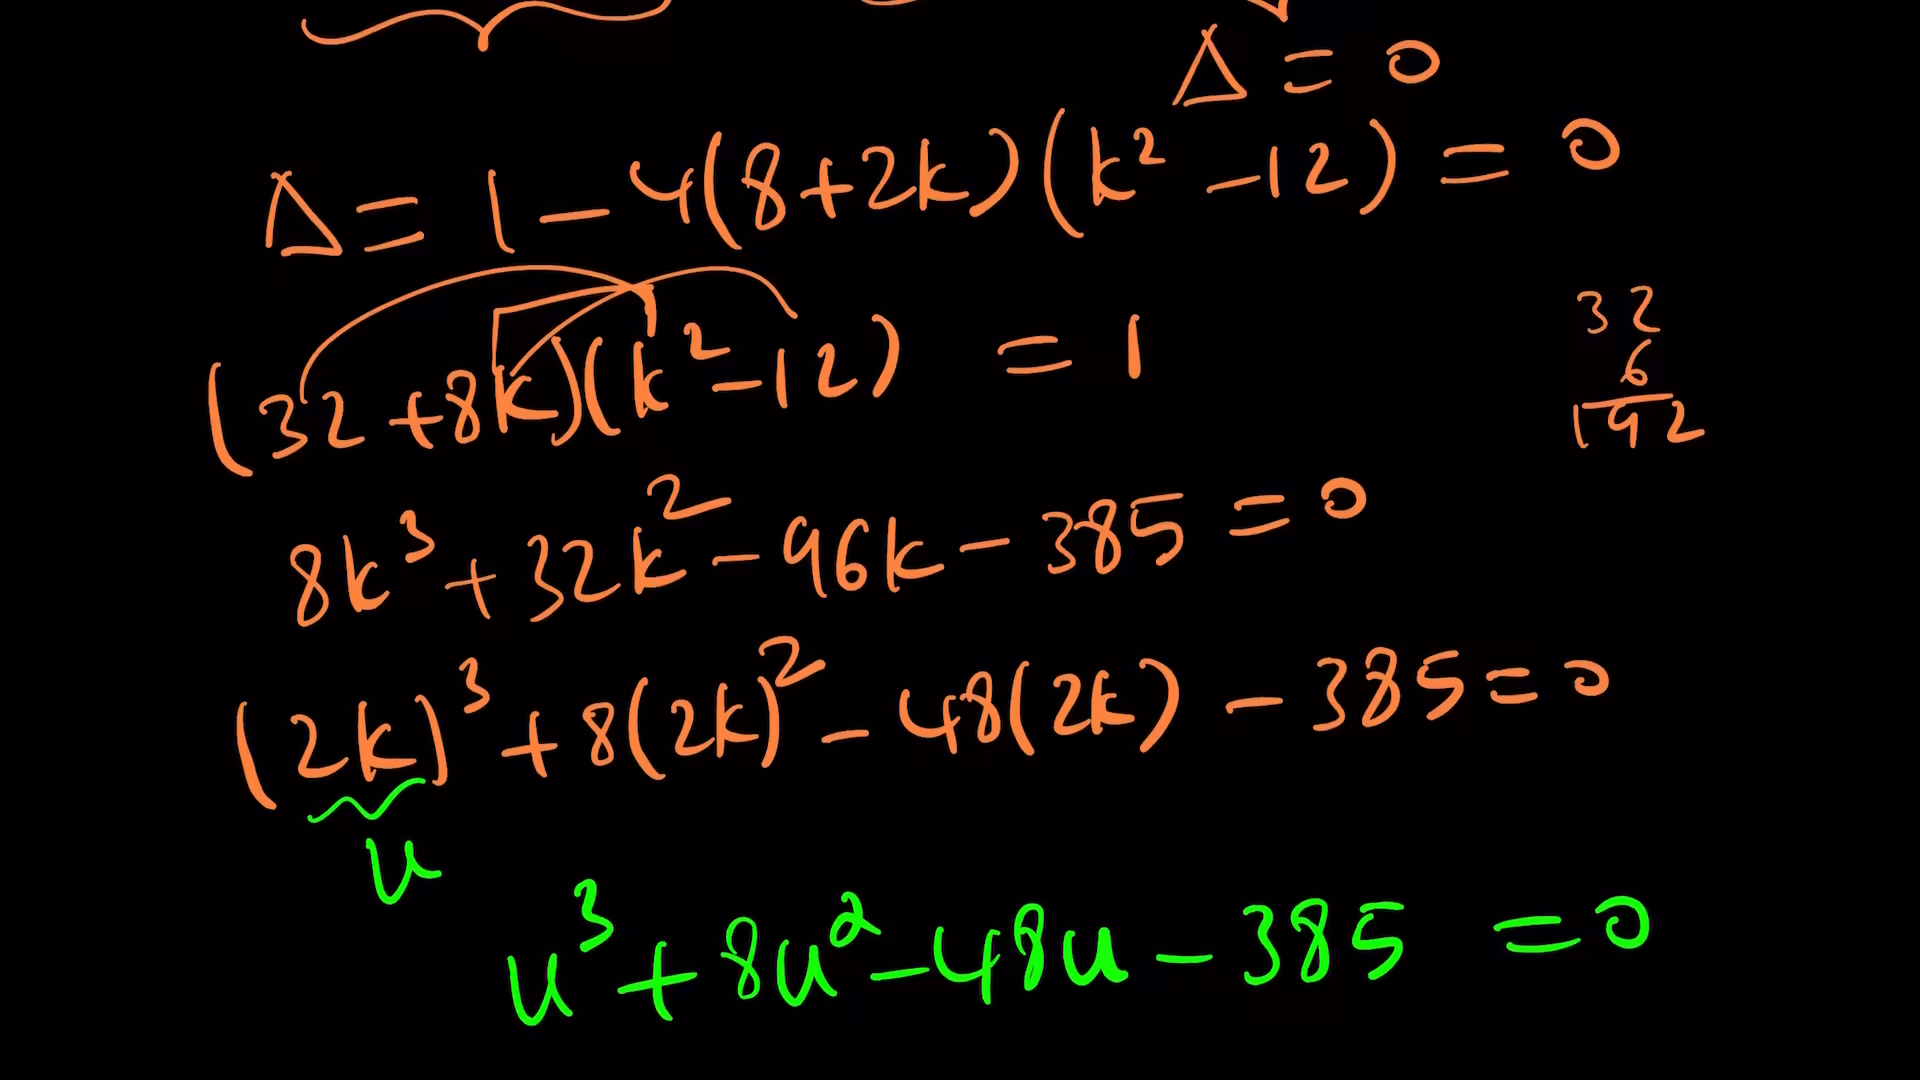 Δ = 0
Δ = 1 - 4(8+2k)(k² - 12) = 0
(32 + 8k)(k² - 12) = 1
32
6
192
8k³ + 32k² - 96k - 385 = 0
(2k)³ + 8(2k)² - 48(2k) - 385 = 0
u
u³ + 8u² - 48u - 385 = 0